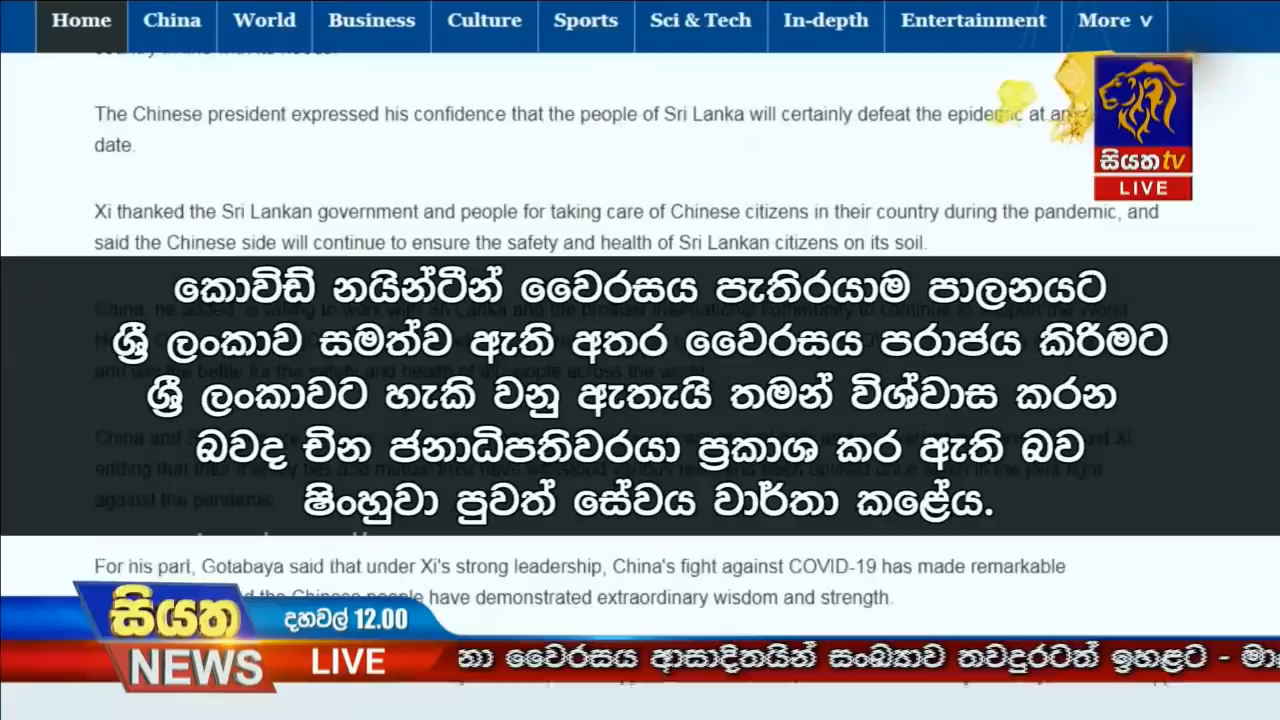 Home China World Business Culture Sports Sci & Tech In-depth Entertainment More
The Chinese president expressed his confidence that the people of Sri Lanka will certainly defeat the epidemic at an
date.
සියත tv
LIVE
Xi thanked the Sri Lankan government and people for taking care of Chinese citizens in their country during the pandemic, and
said the Chinese side will continue to ensure the safety and health of Sri Lankan citizens on its soil.
කොවිඩ් නයින්ටීන් වෛරසය පැතිරයාම පාලනයට
ශ්‍රී ලංකාව සමත්ව ඇති අතර වෛරසය පරාජය කිරිමට
ශ්‍රී ලංකාවට හැකි වනු ඇතැයි තමන් විශ්වාස කරන
බවද චීන ජනාධිපතිවරයා ප්‍රකාශ කර ඇති බව
ෂිංහුවා පුවත් සේවය වාර්තා කළේය.
For his part, Gotabaya said that under Xi's strong leadership, China's fight against COVID-19 has made remarkable
the Chinese people have demonstrated extraordinary wisdom and strength.
සියත
දහවල් 12.00
NEWS LIVE
නා වෛරසය ආසාදිතයින් සංඛ්‍යාව තවදුරටත් ඉහළට -